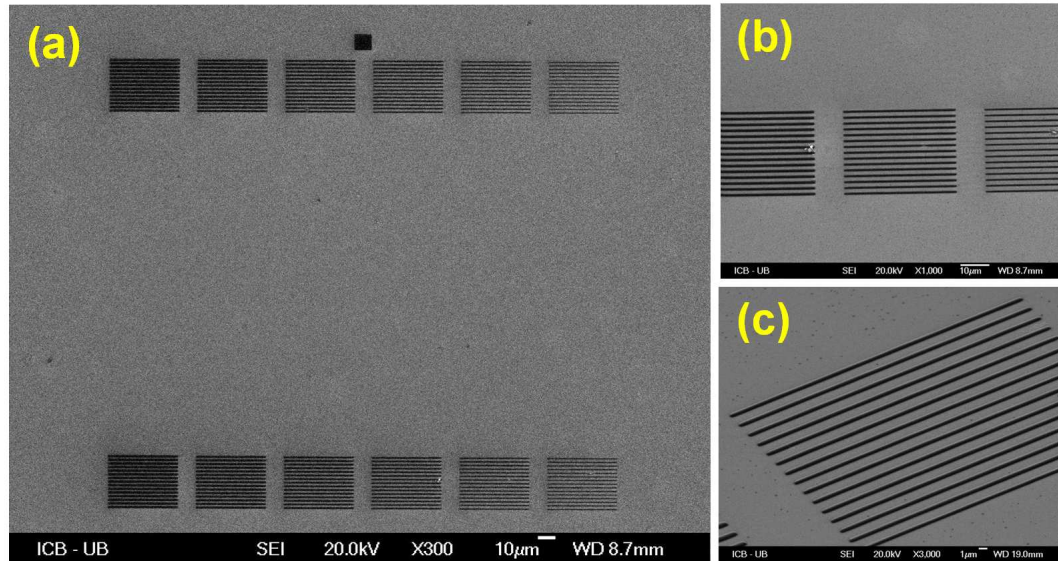 (a)
ICB - UB SEI 20.0kV X300 10µm WD 8.7mm
(b)
ICB - UB SEI 20.0kV X1,000 10µm WD 8.7mm
(c)
ICB - UB SEI 20.0kV X3,000 1µm WD 19.0mm